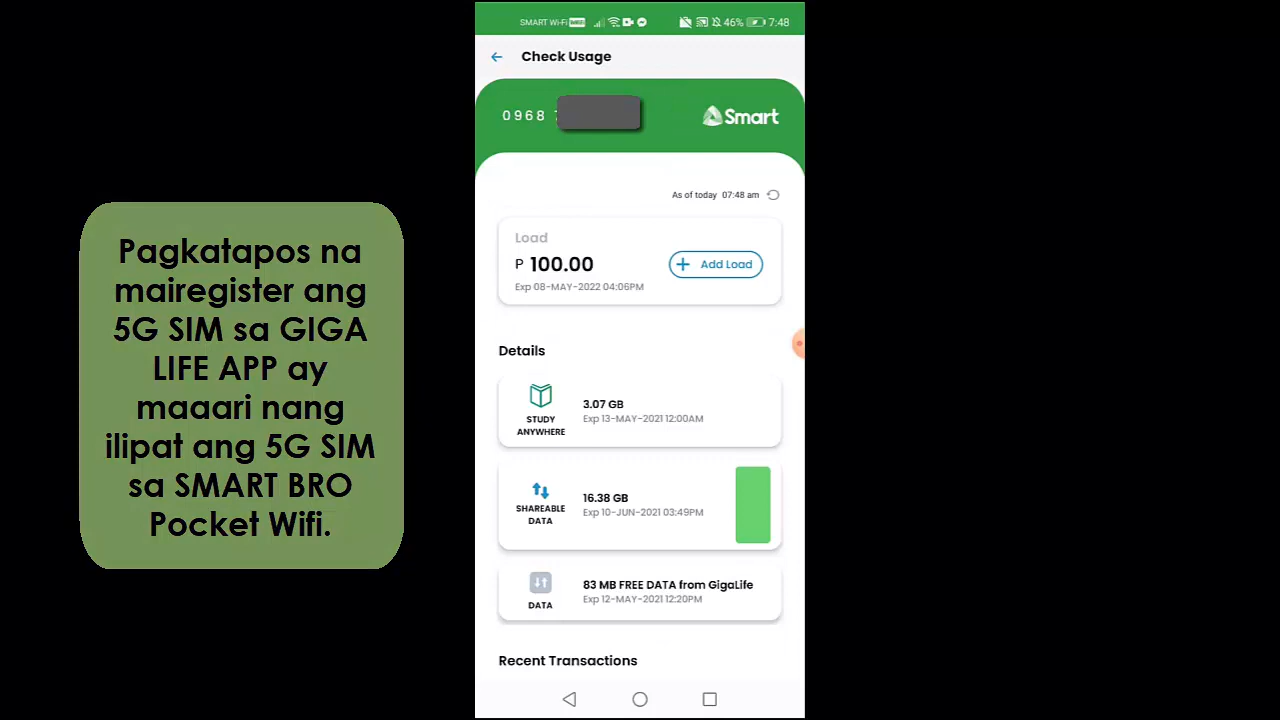 Pagkatapos na
mairegister ang
5G SIM sa GIGA
LIFE APP ay
maaari nang
ilipat ang 5G SIM
sa SMART BRO
Pocket Wifi.
SMART Wi-Fi 46% 7:48
Check Usage
0968
Smart
As of today 07:48 am
Load
P 100.00
+ Add Load
Exp 08-MAY-2022 04:06PM
Details
STUDY
ANYWHERE
3.07 GB
Exp 13-MAY-2021 12:00AM
SHAREABLE
DATA
16.38 GB
Exp 10-JUN-2021 03:49PM
DATA
83 MB FREE DATA from GigaLife
Exp 12-MAY-2021 12:20PM
Recent Transactions